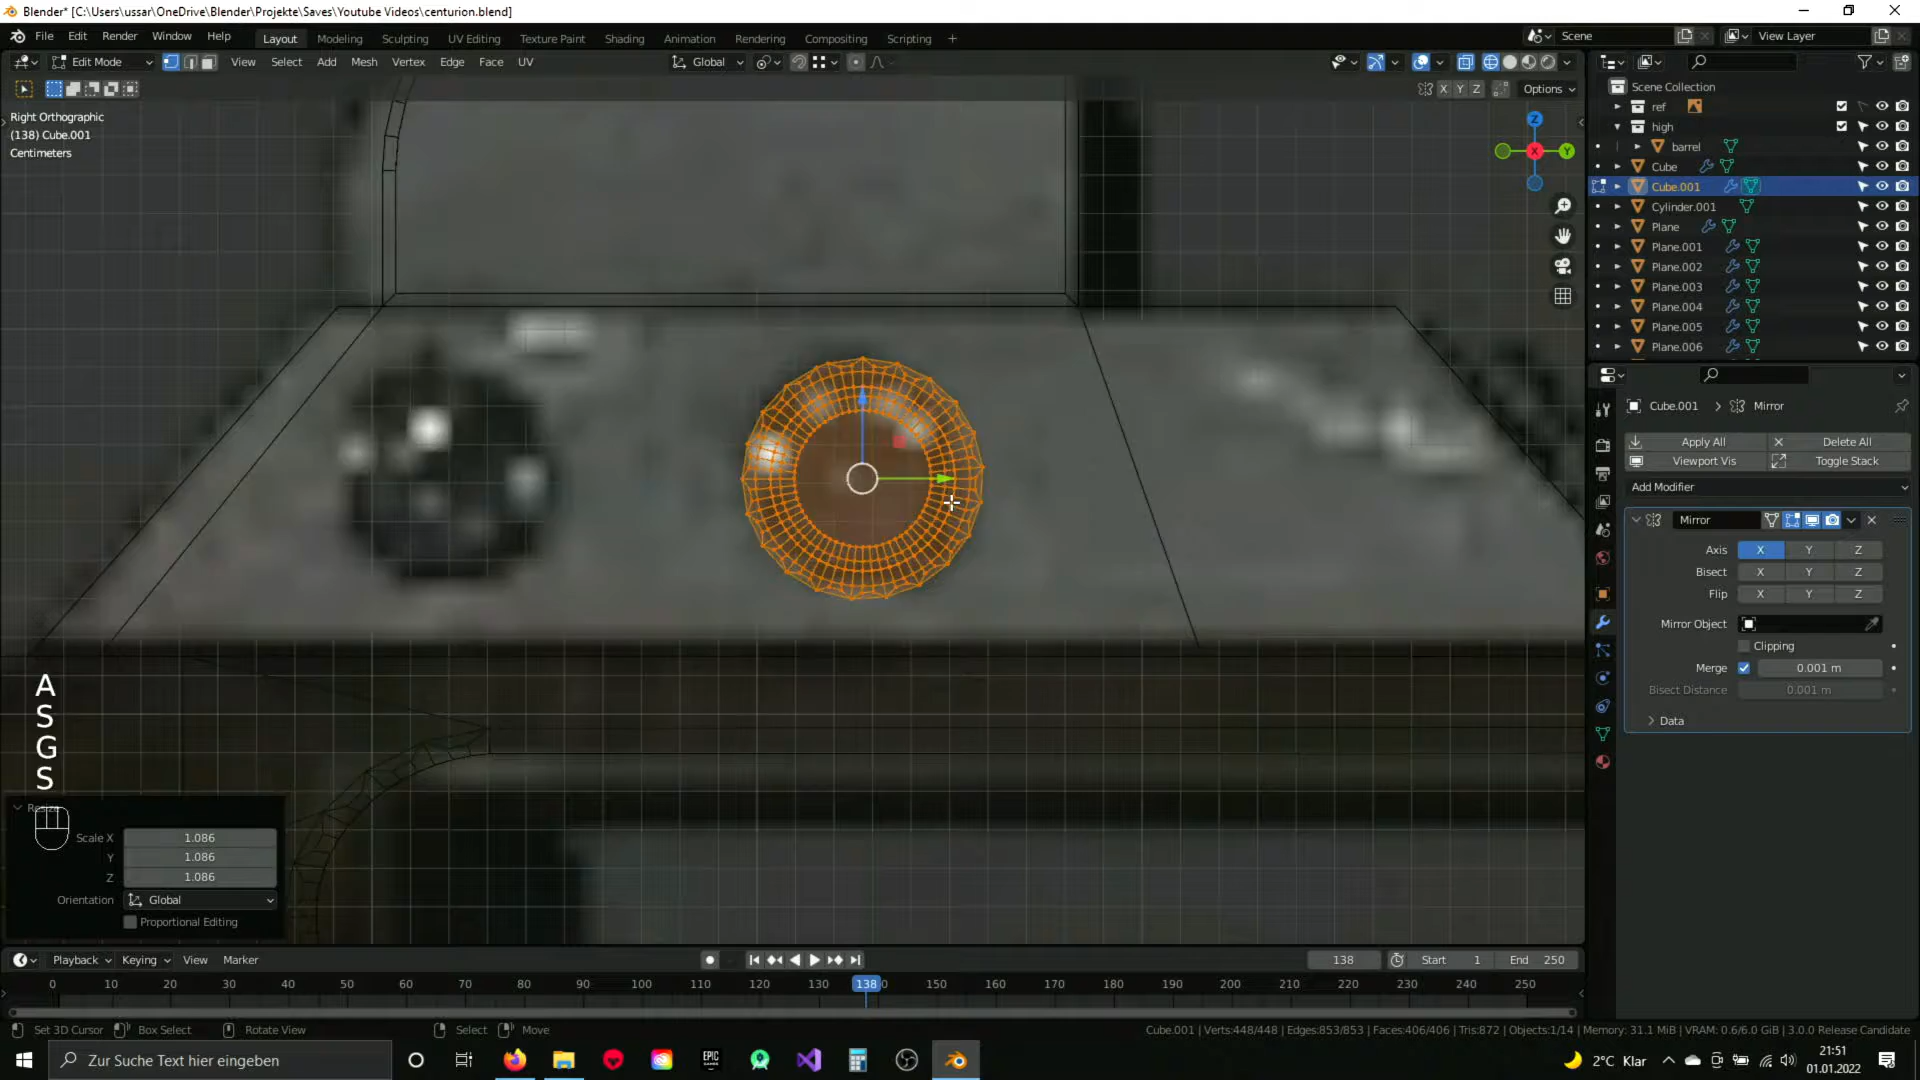 Blender* [C:\Users\ussar\OneDrive\Blender\Projekte\Saves\Youtube Videos\centurion.blend]
File Edit Render Window Help Layout Modeling Sculpting UV Editing Texture Paint Shading Animation Rendering Compositing Scripting + Scene View Layer
Edit Mode View Select Add Mesh Vertex Edge Face UV Global
X Y Z Options
Right Orthographic
(138) Cube.001
Centimeters
Z
X
Y
Scene Collection
ref
high
barrel
Cube
Cube.001
Cylinder.001
Plane
Plane.001
Plane.002
Plane.003
Plane.004
Plane.005
Plane.006
Cube.001 > Mirror
Apply All Delete All
Viewport Vis Toggle Stack
Add Modifier
Mirror
Axis X Y Z
Bisect X Y Z
Flip X Y Z
Mirror Object
Clipping
Merge 0.001 m
Bisect Distance 0.001 m
Data
A
S
G
S
Scale X 1.086
Y 1.086
Z 1.086
Orientation Global
Proportional Editing
Playback Keying View Marker 138 Start 1 End 250
0 10 20 30 40 50 60 70 80 90 100 110 120 130 138 150 160 170 180 190 200 210 220 230 240 250
Set 3D Cursor Box Select Rotate View Select Move Cube.001 | Verts:448/448 | Edges:853/853 | Faces:406/406 | Tris:872 | Objects:1/14 | Memory: 31.1 MiB | VRAM: 0.6/6.0 GiB | 3.0.0 Release Candidate
Zur Suche Text hier eingeben
EPIC
2°C Klar
21:51
01.01.2022